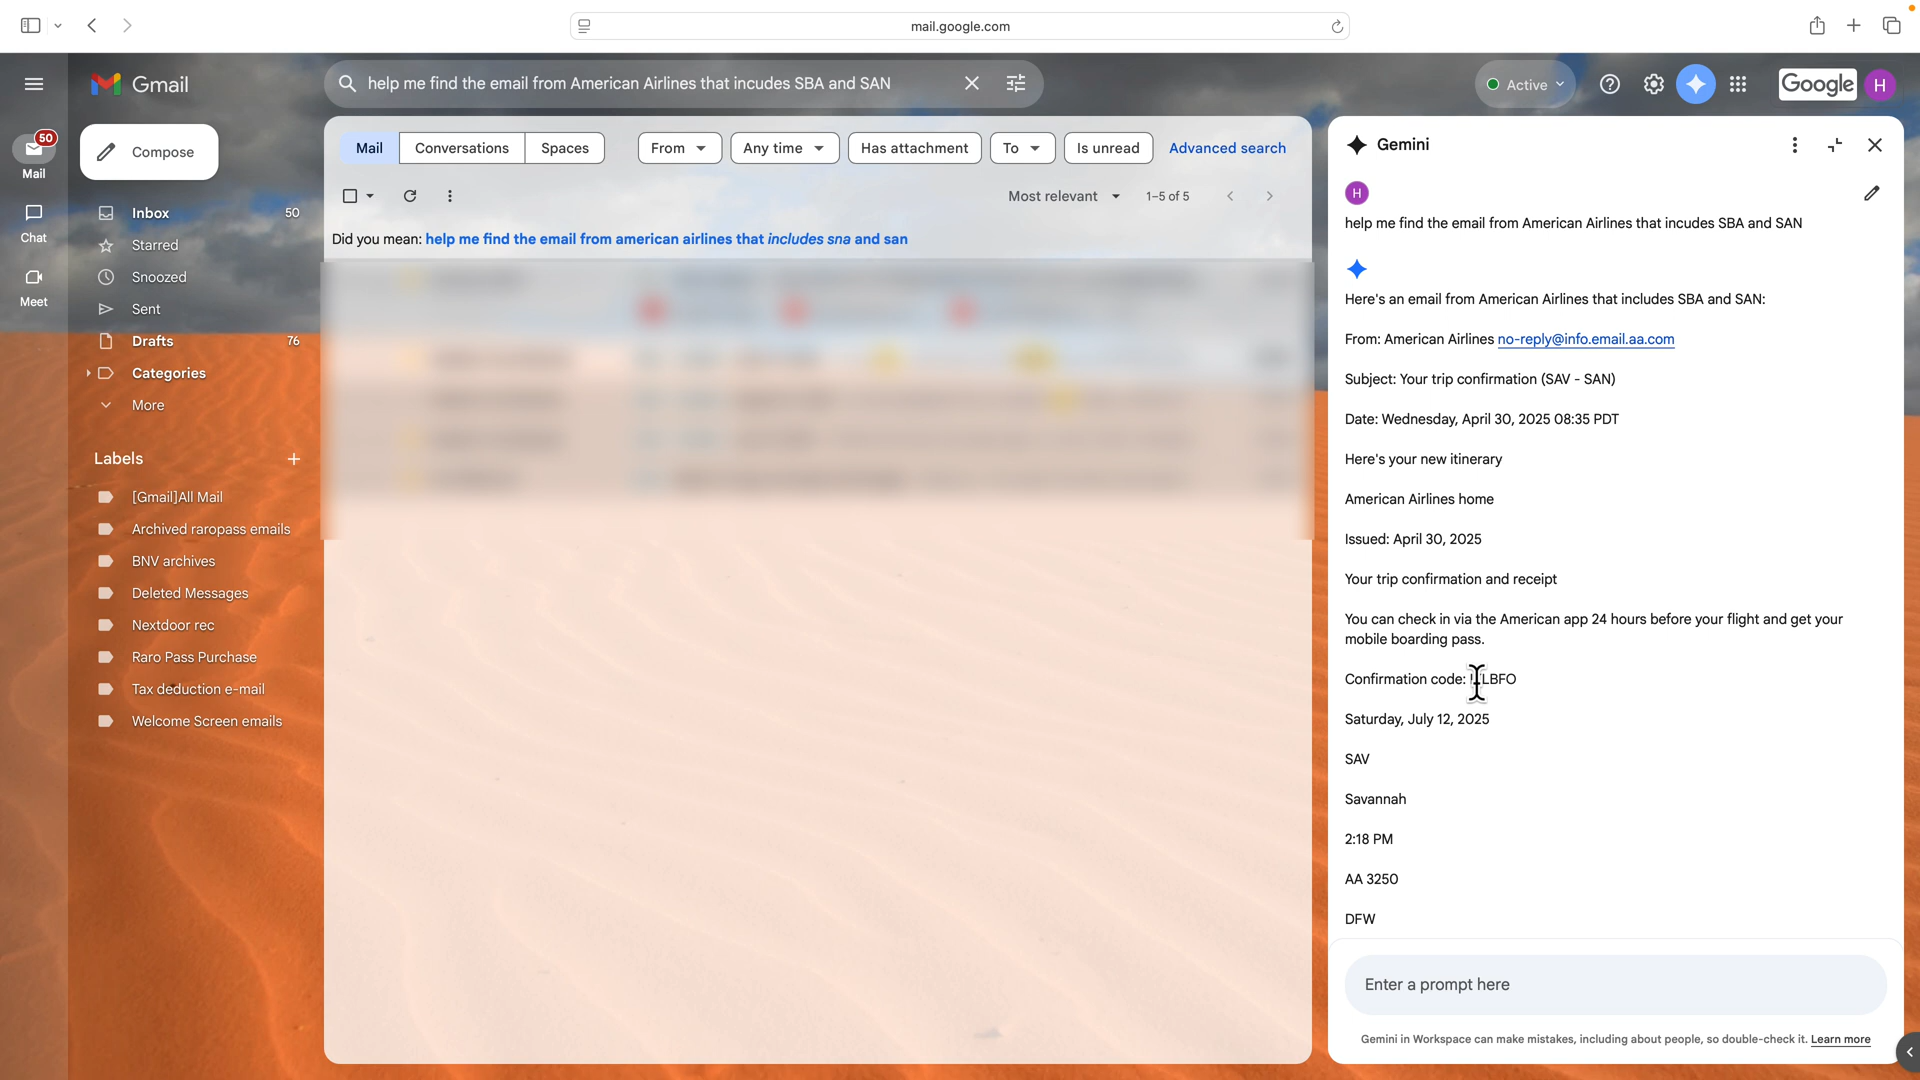 mail.google.com
Gmail
help me find the email from American Airlines that incudes SBA and SAN
Active
Google
H
50
Mail
Chat
Meet
Compose
Inbox 50
Starred
Snoozed
Sent
Drafts 76
Categories
More
Labels
[Gmail]All Mail
Archived raropass emails
BNV archives
Deleted Messages
Nextdoor rec
Raro Pass Purchase
Tax deduction e-mail
Welcome Screen emails
Mail Conversations Spaces From Any time Has attachment To Is unread Advanced search
Most relevant 1–5 of 5
Did you mean: help me find the email from american airlines that includes sna and san
Gemini
H
help me find the email from American Airlines that incudes SBA and SAN
Here's an email from American Airlines that includes SBA and SAN:
From: American Airlines no-reply@info.email.aa.com
Subject: Your trip confirmation (SAV - SAN)
Date: Wednesday, April 30, 2025 08:35 PDT
Here's your new itinerary
American Airlines home
Issued: April 30, 2025
Your trip confirmation and receipt
You can check in via the American app 24 hours before your flight and get your
mobile boarding pass.
Confirmation code:
Saturday, July 12, 2025
SAV
Savannah
2:18 PM
AA 3250
DFW
Enter a prompt here
Gemini in Workspace can make mistakes, including about people, so double-check it. Learn more